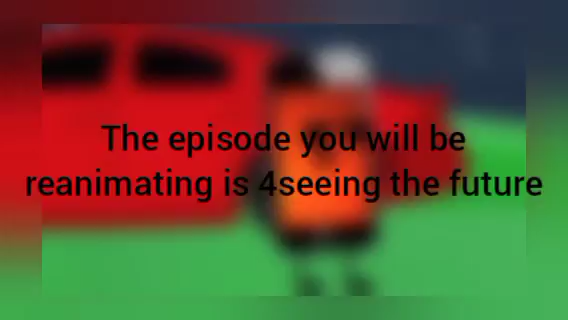 The episode you will be
reanimating is 4seeing the future